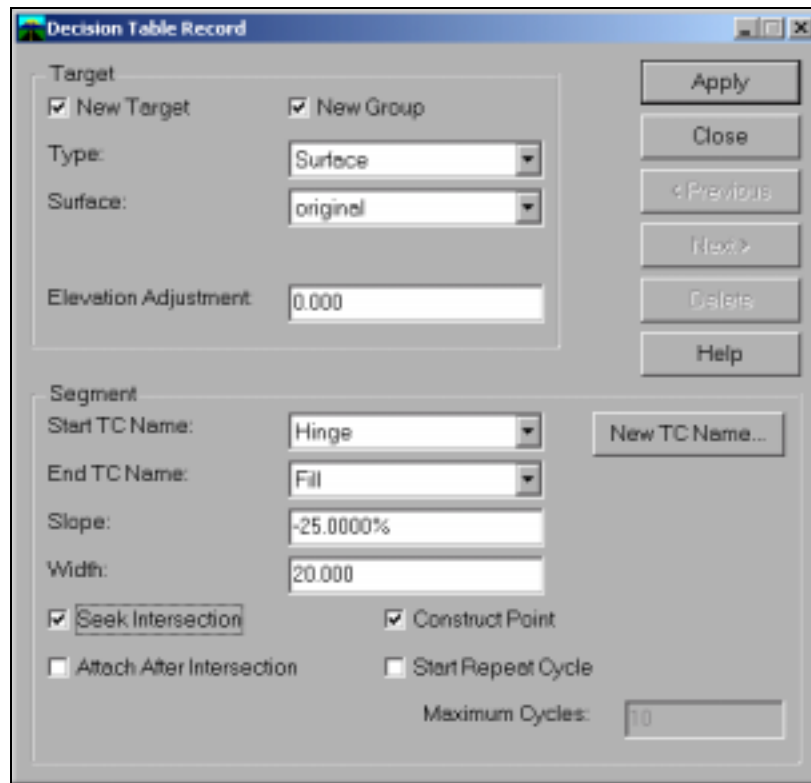 Decision Table Record
Target
New Target
New Group
Type:
Surface
Surface:
original
Elevation Adjustment:
0.000
Apply
Close
< Previous
Next >
Delete
Help
Segment
Start TC Name:
Hinge
New TC Name...
End TC Name:
Fill
Slope:
-25.0000%
Width:
20.000
Seek Intersection
Construct Point
Attach After Intersection
Start Repeat Cycle
Maximum Cycles:
10